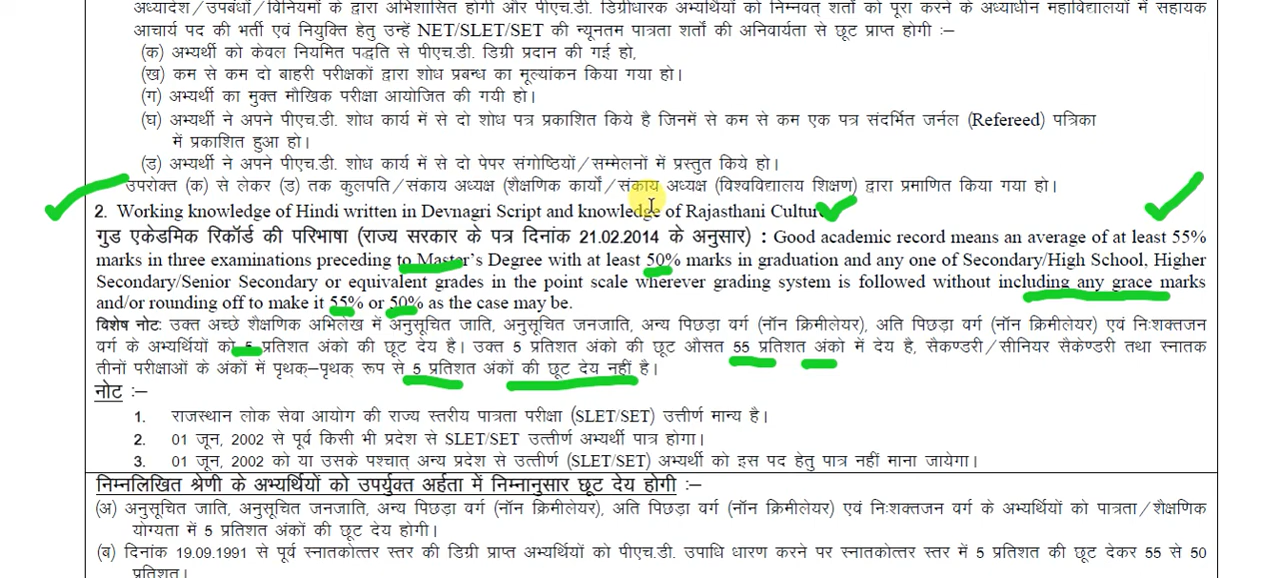 अध्यादेश/उपबंधों/विनियमों के द्वारा अभिशासित होगी और पीएच.डी. डिग्रीधारक अभ्यर्थियों को निम्नवत् शर्तों को पूरा करने के अध्याधीन महाविद्यालयों में सहायक
आचार्य पद की भर्ती एवं नियुक्ति हेतु उन्हें NET/SLET/SET की न्यूनतम पात्रता शर्तों की अनिवार्यता से छूट प्राप्त होगी :–
(क) अभ्यर्थी को केवल नियमित पद्धति से पीएच.डी. डिग्री प्रदान की गई हो,
(ख) कम से कम दो बाहरी परीक्षकों द्वारा शोध प्रबन्ध का मूल्यांकन किया गया हो।
(ग) अभ्यर्थी का मुक्त मौखिक परीक्षा आयोजित की गयी हो।
(घ) अभ्यर्थी ने अपने पीएच.डी. शोध कार्य में से दो शोध पत्र प्रकाशित किये है जिनमें से कम से कम एक पत्र संदर्भित जर्नल (Refereed) पत्रिका
में प्रकाशित हुआ हो।
(ड) अभ्यर्थी ने अपने पीएच.डी. शोध कार्य में से दो पेपर संगोष्ठियों/सम्मेलनों में प्रस्तुत किये हो।
उपरोक्त (क) से लेकर (ड) तक कुलपति/संकाय अध्यक्ष (शैक्षणिक कार्यो/संकाय अध्यक्ष (विश्वविद्यालय शिक्षण) द्वारा प्रमाणित किया गया हो।
2. Working knowledge of Hindi written in Devnagri Script and knowledge of Rajasthani Culture
गुड एकेडमिक रिकॉर्ड की परिभाषा (राज्य सरकार के पत्र दिनांक 21.02.2014 के अनुसार) : Good academic record means an average of at least 55%
marks in three examinations preceding to Master's Degree with at least 50% marks in graduation and any one of Secondary/High School, Higher
Secondary/Senior Secondary or equivalent grades in the point scale wherever grading system is followed without including any grace marks
and/or rounding off to make it 55% or 50% as the case may be.
विशेष नोट: उक्त अच्छे शैक्षणिक अभिलेख में अनुसूचित जाति, अनुसूचित जनजाति, अन्य पिछड़ा वर्ग (नॉन क्रिमीलेयर), अति पिछड़ा वर्ग (नॉन क्रिमीलेयर) एवं निःशक्तजन
वर्ग के अभ्यर्थियों को 5 प्रतिशत अंको की छूट देय है। उक्त 5 प्रतिशत अंको की छूट औसत 55 प्रतिशत अंको में देय है, सैकण्डरी/सीनियर सैकेण्डरी तथा स्नातक
तीनों परीक्षाओं के अंकों में पृथक–पृथक रूप से 5 प्रतिशत अंकों की छूट देय नहीं है।
नोट :–
1. राजस्थान लोक सेवा आयोग की राज्य स्तरीय पात्रता परीक्षा (SLET/SET) उत्तीर्ण मान्य है।
2. 01 जून, 2002 से पूर्व किसी भी प्रदेश से SLET/SET उत्तीर्ण अभ्यर्थी पात्र होगा।
3. 01 जून, 2002 को या उसके पश्चात् अन्य प्रदेश से उत्तीर्ण (SLET/SET) अभ्यर्थी को इस पद हेतु पात्र नहीं माना जायेगा।
निम्नलिखित श्रेणी के अभ्यर्थियों को उपर्युक्त अर्हता में निम्नानुसार छूट देय होगी :–
(अ) अनुसूचित जाति, अनुसूचित जनजाति, अन्य पिछड़ा वर्ग (नॉन क्रिमीलेयर), अति पिछड़ा वर्ग (नॉन क्रिमीलेयर) एवं निःशक्तजन वर्ग के अभ्यर्थियों को पात्रता/शैक्षणिक
योग्यता में 5 प्रतिशत अंकों की छूट देय होगी।
(ब) दिनांक 19.09.1991 से पूर्व स्नातकोत्तर स्तर की डिग्री प्राप्त अभ्यर्थियों को पीएच.डी. उपाधि धारण करने पर स्नातकोत्तर स्तर में 5 प्रतिशत की छूट देकर 55 से 50
प्रतिशत।